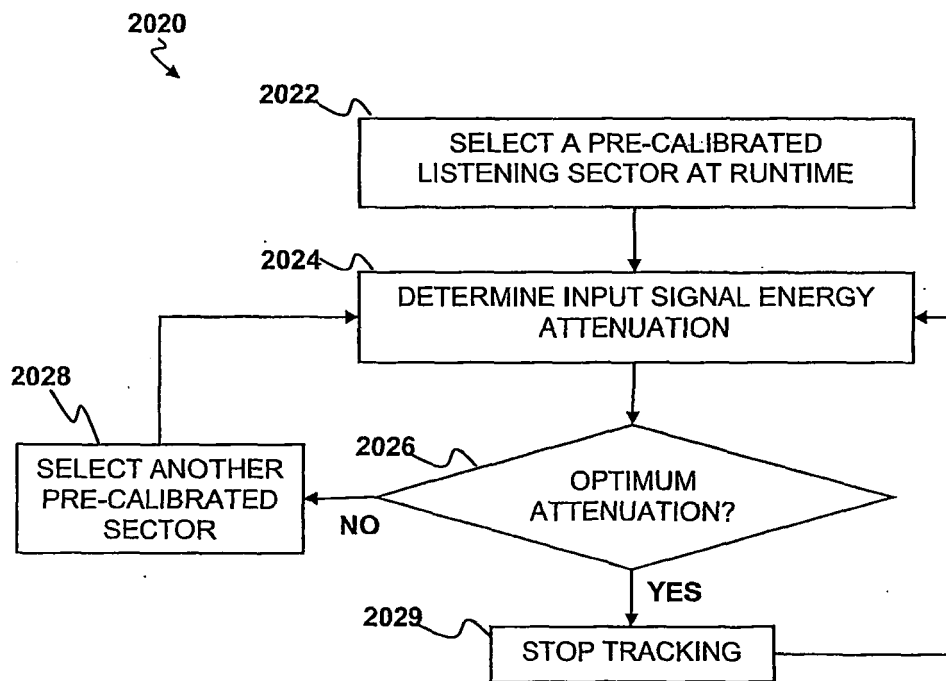 2020
2022
SELECT A PRE-CALIBRATED
LISTENING SECTOR AT RUNTIME
2024
DETERMINE INPUT SIGNAL ENERGY
ATTENUATION
2028
SELECT ANOTHER
PRE-CALIBRATED
SECTOR
2026
OPTIMUM
ATTENUATION?
NO
YES
2029
STOP TRACKING